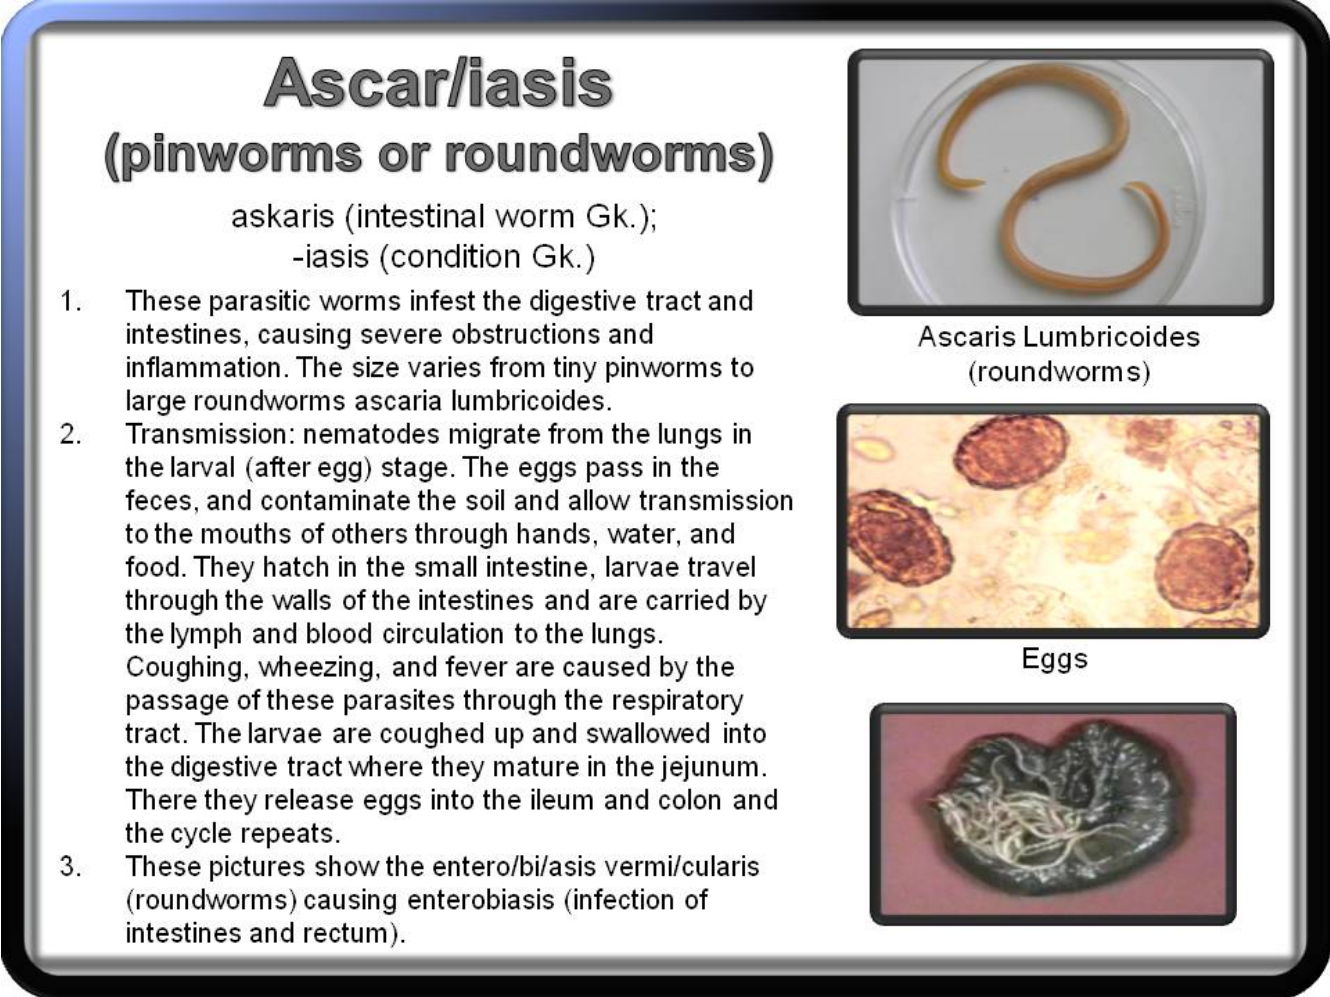 Ascar/iasis
(pinworms or roundworms)
askaris (intestinal worm Gk.);
-iasis (condition Gk.)
1. These parasitic worms infest the digestive tract and
intestines, causing severe obstructions and
inflammation. The size varies from tiny pinworms to
large roundworms ascaria lumbricoides.
2. Transmission: nematodes migrate from the lungs in
the larval (after egg) stage. The eggs pass in the
feces, and contaminate the soil and allow transmission
to the mouths of others through hands, water, and
food. They hatch in the small intestine, larvae travel
through the walls of the intestines and are carried by
the lymph and blood circulation to the lungs.
Coughing, wheezing, and fever are caused by the
passage of these parasites through the respiratory
tract. The larvae are coughed up and swallowed into
the digestive tract where they mature in the jejunum.
There they release eggs into the ileum and colon and
the cycle repeats.
3. These pictures show the entero/bi/asis vermi/cularis
(roundworms) causing enterobiasis (infection of
intestines and rectum).
Ascaris Lumbricoides
(roundworms)
Eggs